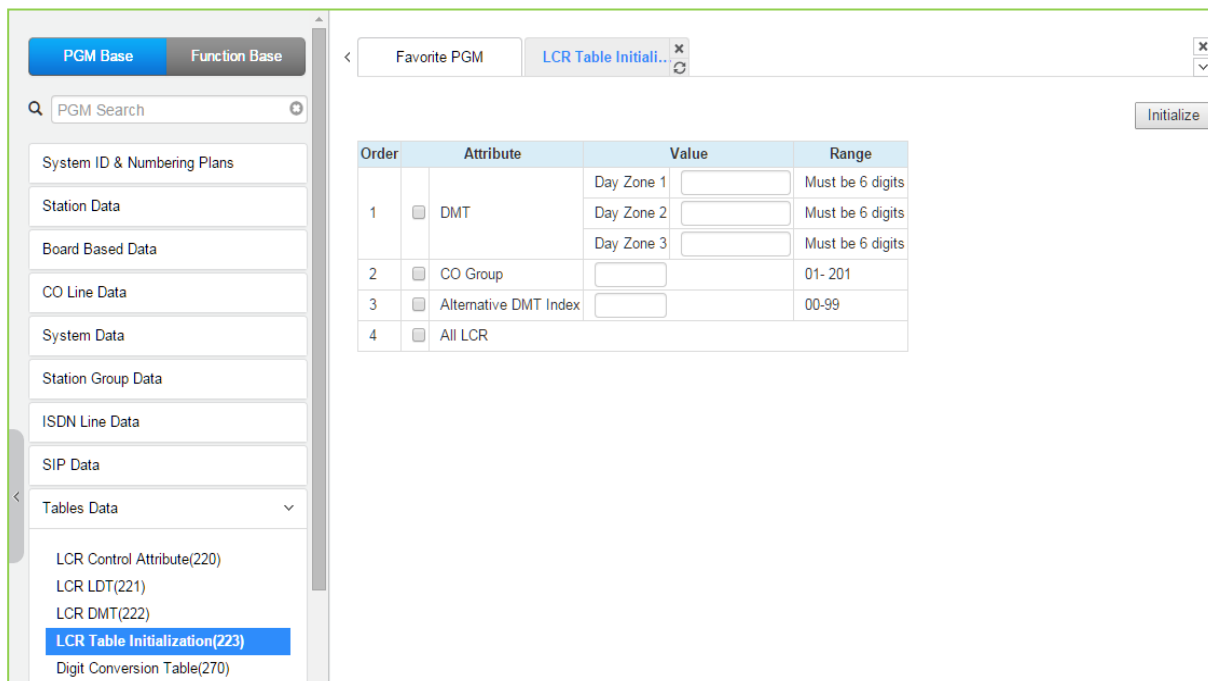 PGM Base Function Base
PGM Search
System ID & Numbering Plans
Station Data
Board Based Data
CO Line Data
System Data
Station Group Data
ISDN Line Data
SIP Data
Tables Data
LCR Control Attribute(220)
LCR LDT(221)
LCR DMT(222)
LCR Table Initialization(223)
Digit Conversion Table(270)
Favorite PGM LCR Table Initiali...
Initialize
Order Attribute Value Range
1 DMT Day Zone 1 Must be 6 digits
Day Zone 2 Must be 6 digits
Day Zone 3 Must be 6 digits
2 CO Group 01- 201
3 Alternative DMT Index 00-99
4 All LCR